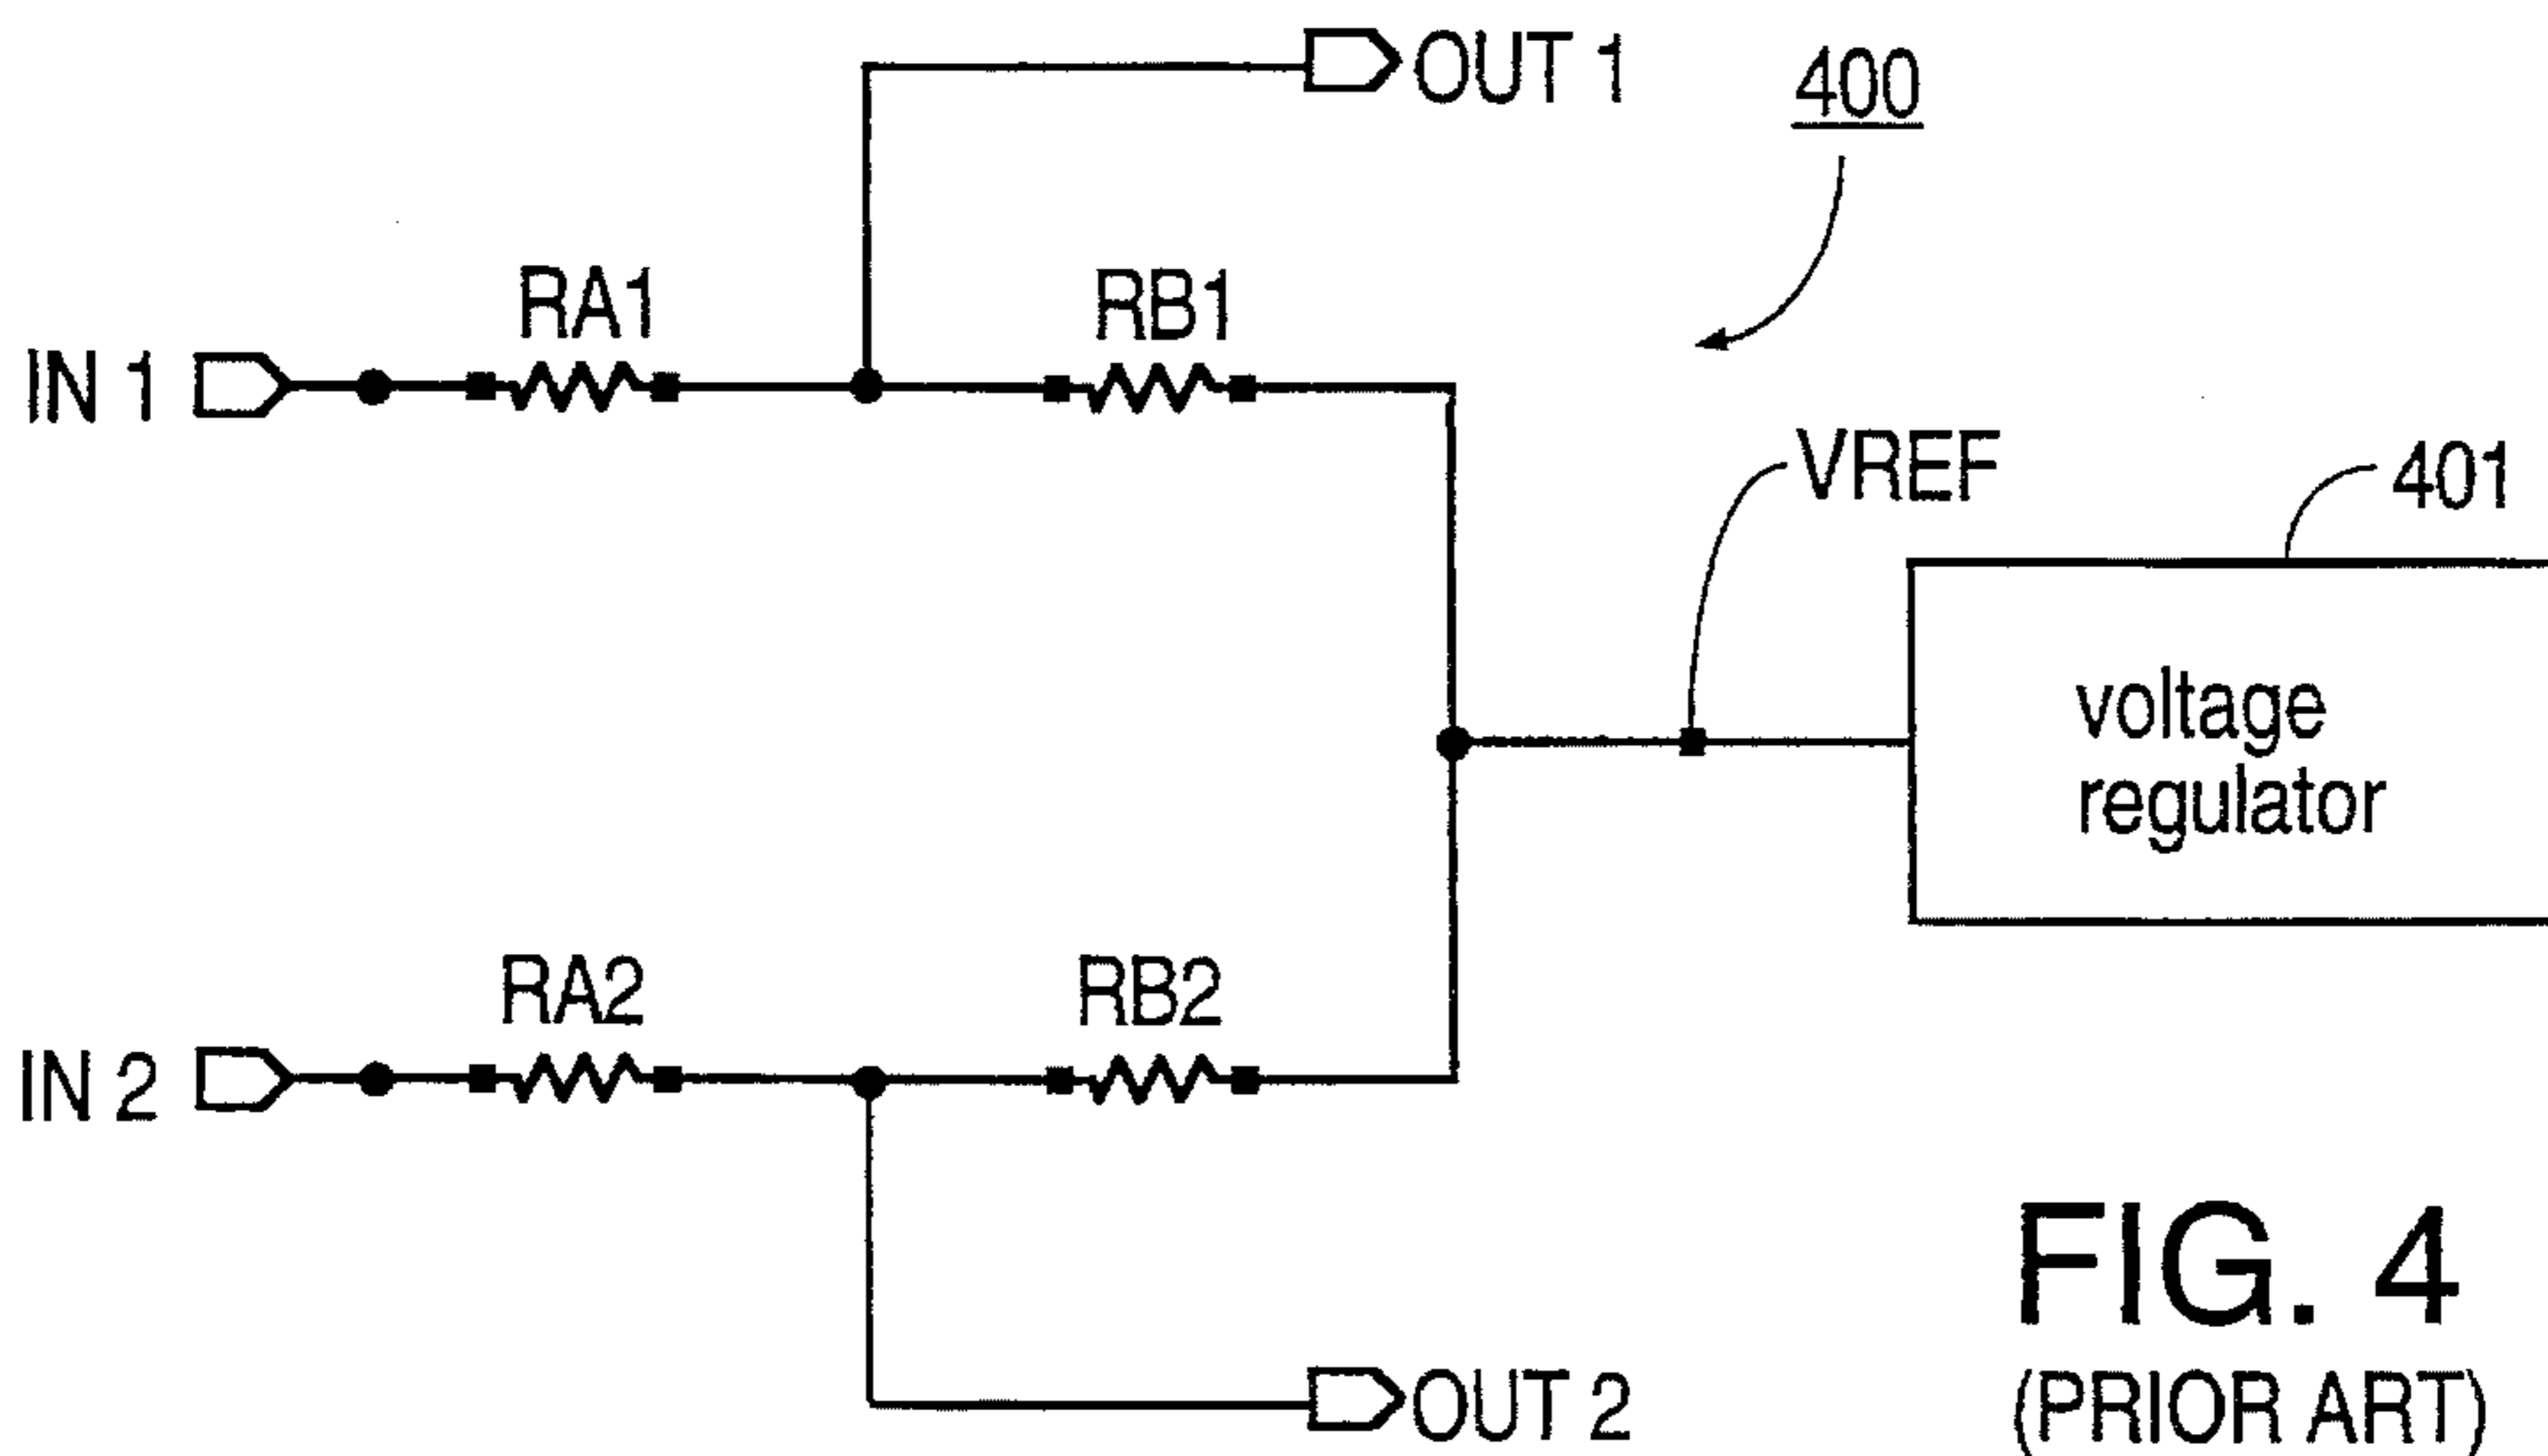 OUT 1
400
RA1
RB1
IN 1
VREF
401
voltage
regulator
RA2
RB2
IN 2
OUT 2
FIG. 4
(PRIOR ART)